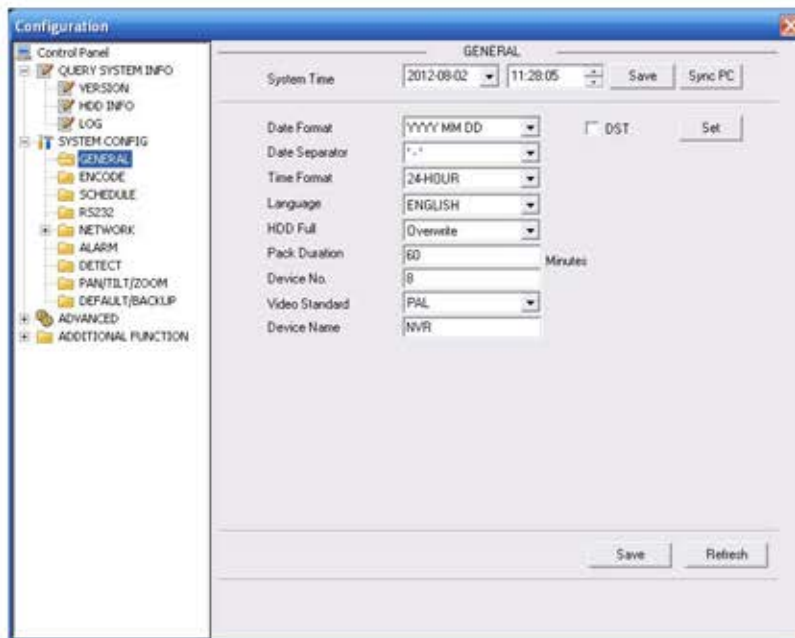 Configuration
Control Panel
QUERY SYSTEM INFO
VERSION
HDD INFO
LOG
SYSTEM CONFIG
GENERAL
ENCODE
SCHEDULE
RS232
NETWORK
ALARM
DETECT
PAN/TILT/ZOOM
DEFAULT/BACKUP
ADVANCED
ADDITIONAL FUNCTION
GENERAL
System Time 2012-08-02 11:28:05 Save Sync PC
Date Format YYYY MM DD DST Set
Date Separator '-'
Time Format 24-HOUR
Language ENGLISH
HDD Full Overwrite
Pack Duration 60 Minutes
Device No. 8
Video Standard PAL
Device Name NVR
Save Refresh